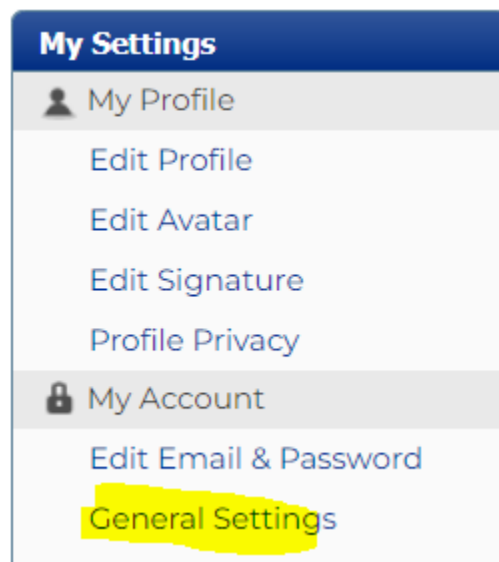 My Settings
My Profile
Edit Profile
Edit Avatar
Edit Signature
Profile Privacy
My Account
Edit Email & Password
General Settings